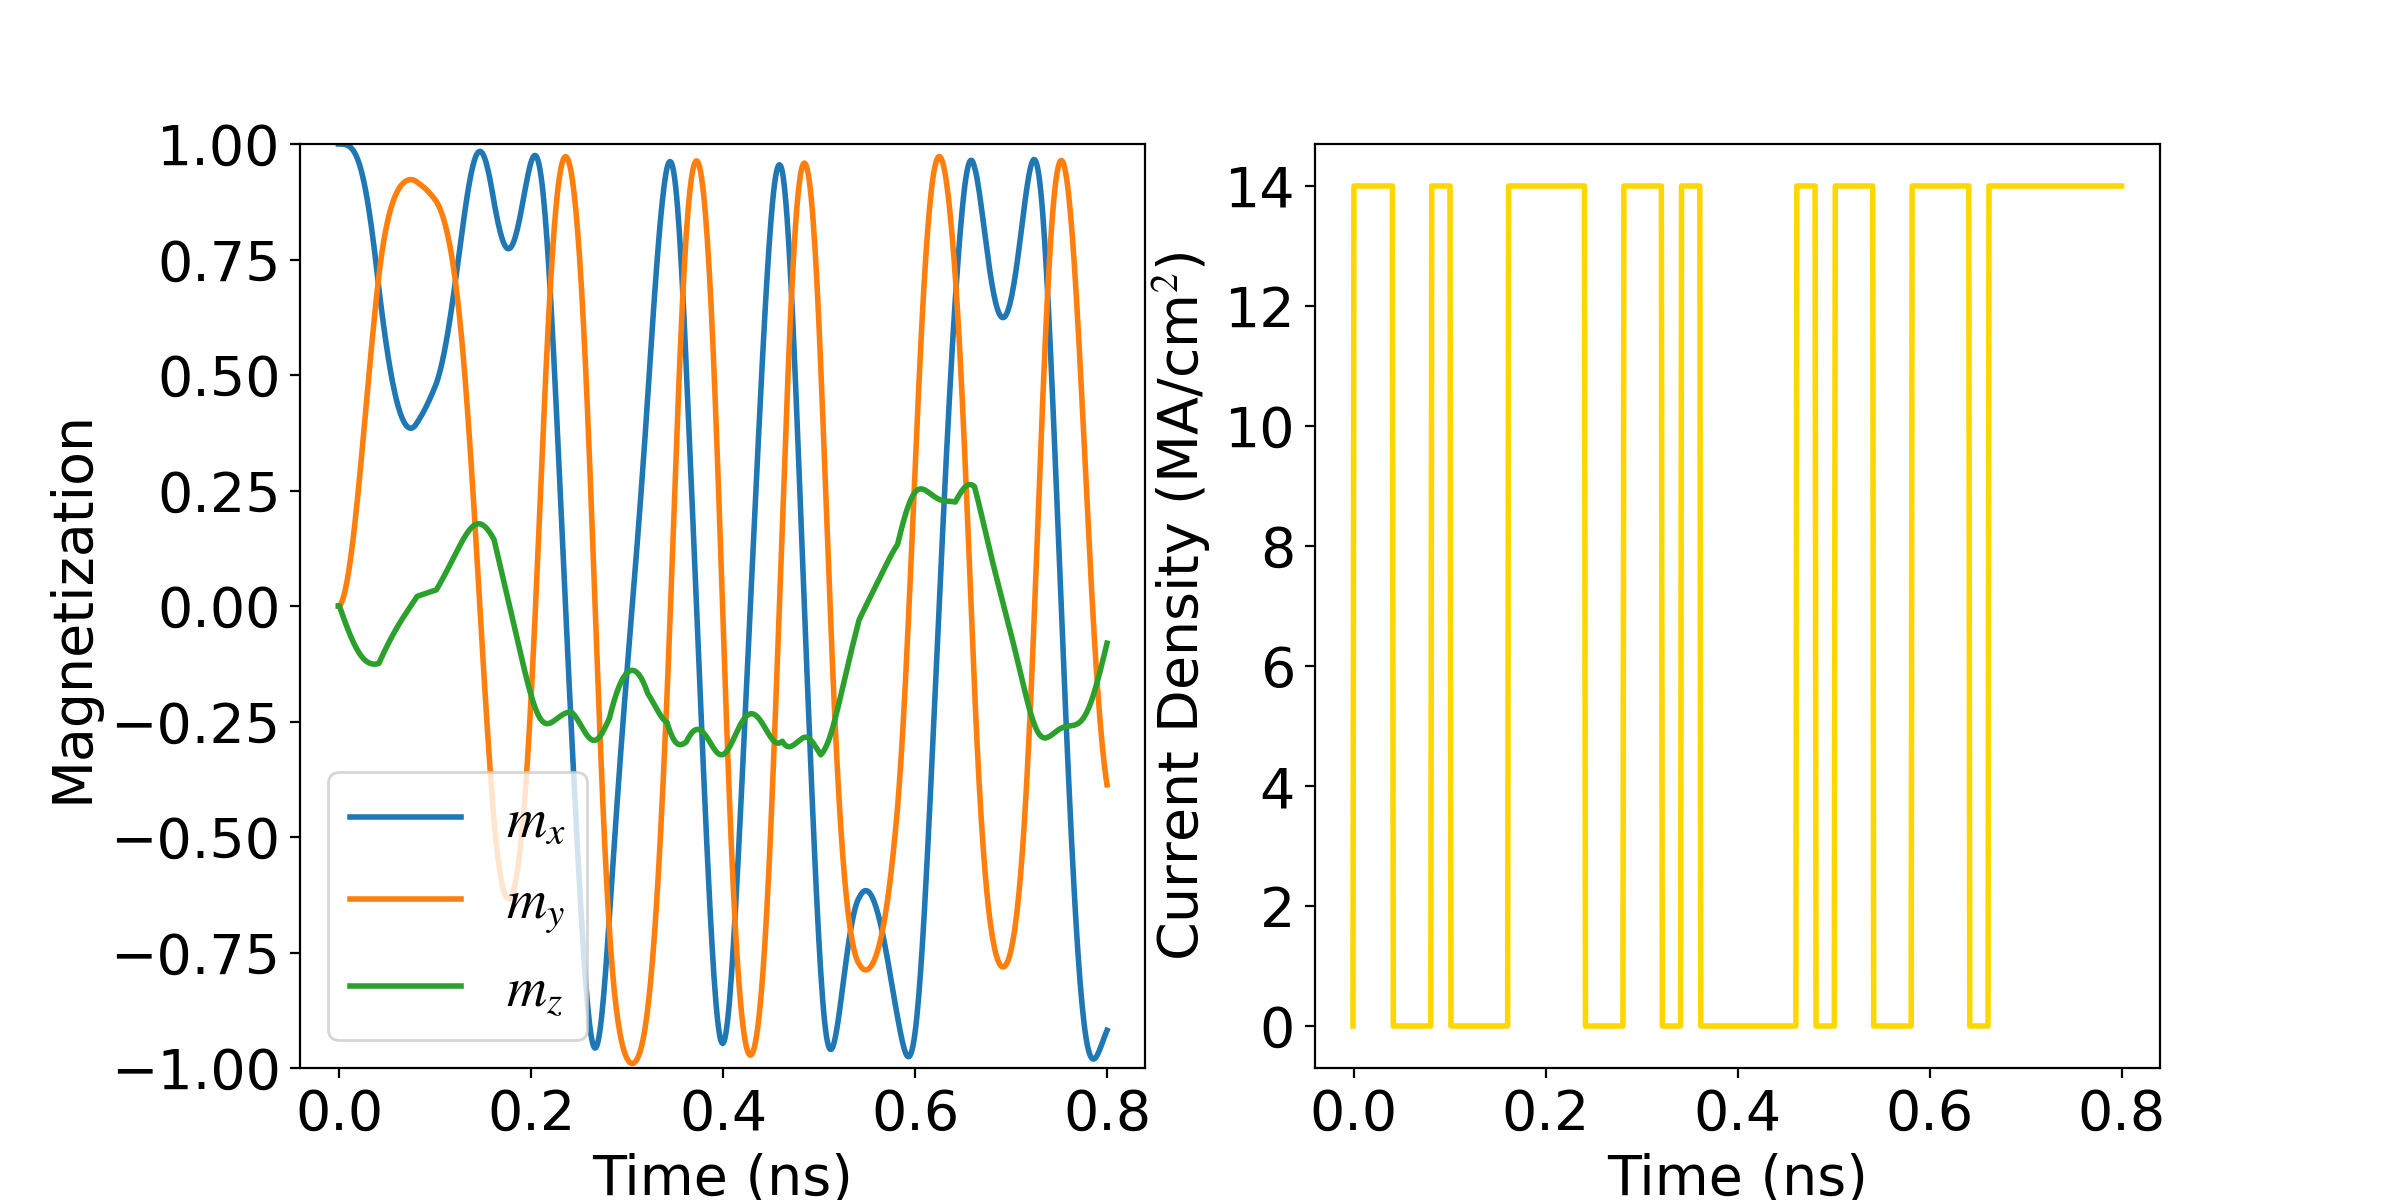 1.00
0.75
0.50
0.25
0.00
−0.25
−0.50
−0.75
−1.00
Magnetization
m_x
m_y
m_z
0.0 0.2 0.4 0.6 0.8
Time (ns)
14
12
10
8
6
4
2
0
Current Density (MA/cm²)
0.0 0.2 0.4 0.6 0.8
Time (ns)